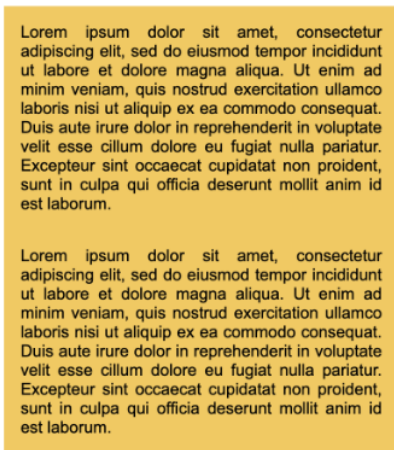 Lorem ipsum dolor sit amet, consectetur
adipiscing elit, sed do eiusmod tempor incididunt
ut labore et dolore magna aliqua. Ut enim ad
minim veniam, quis nostrud exercitation ullamco
laboris nisi ut aliquip ex ea commodo consequat.
Duis aute irure dolor in reprehenderit in voluptate
velit esse cillum dolore eu fugiat nulla pariatur.
Excepteur sint occaecat cupidatat non proident,
sunt in culpa qui officia deserunt mollit anim id
est laborum.
Lorem ipsum dolor sit amet, consectetur
adipiscing elit, sed do eiusmod tempor incididunt
ut labore et dolore magna aliqua. Ut enim ad
minim veniam, quis nostrud exercitation ullamco
laboris nisi ut aliquip ex ea commodo consequat.
Duis aute irure dolor in reprehenderit in voluptate
velit esse cillum dolore eu fugiat nulla pariatur.
Excepteur sint occaecat cupidatat non proident,
sunt in culpa qui officia deserunt mollit anim id
est laborum.